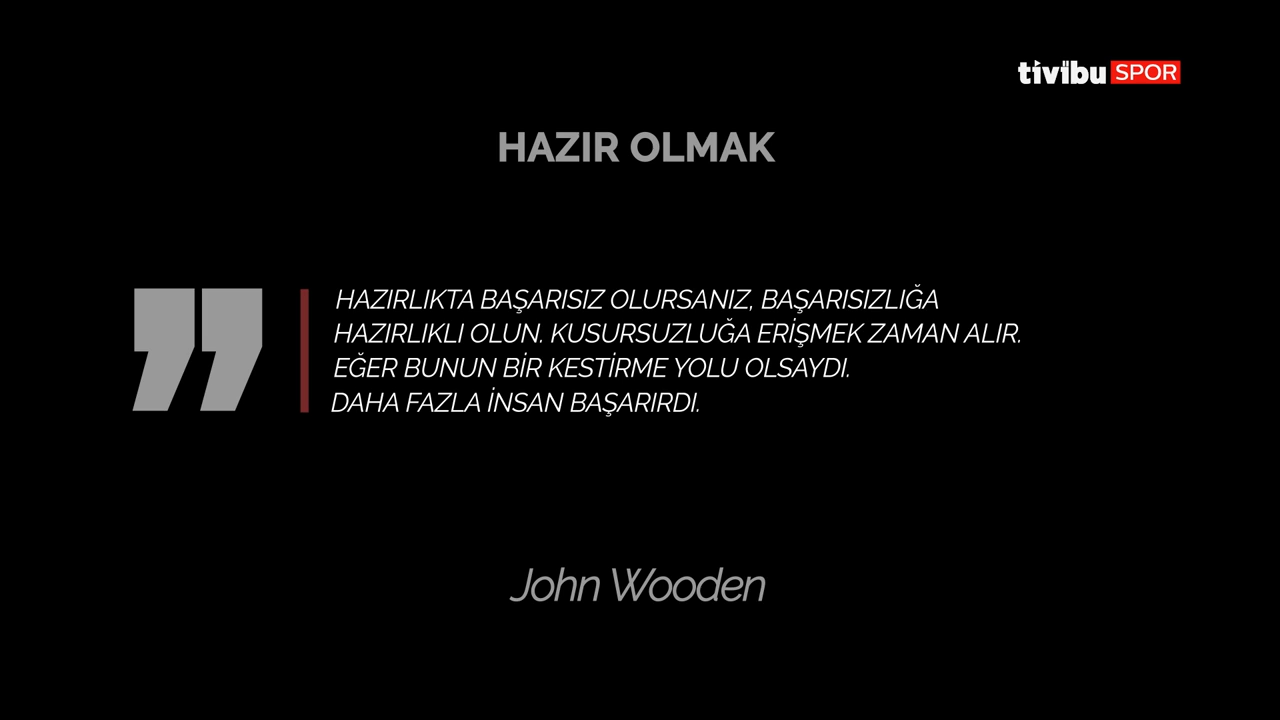 tivibu SPOR
HAZIR OLMAK
HAZIRLIKTA BAŞARISIZ OLURSANIZ, BAŞARISIZLIĞA
HAZIRLIKLI OLUN. KUSURSUZLUĞA ERİŞMEK ZAMAN ALIR.
EĞER BUNUN BİR KESTİRME YOLU OLSAYDI.
DAHA FAZLA İNSAN BAŞARIRDI.
John Wooden